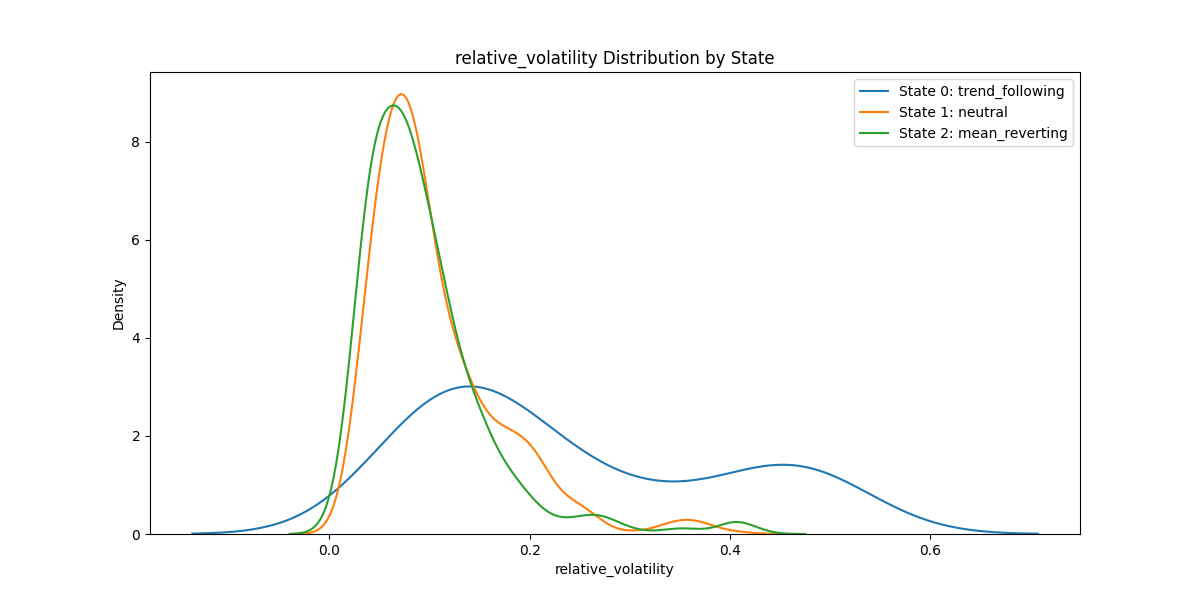 relative_volatility Distribution by State
State 0: trend_following
State 1: neutral
State 2: mean_reverting
Density
8
6
4
2
0
0.0 0.2 0.4 0.6
relative_volatility